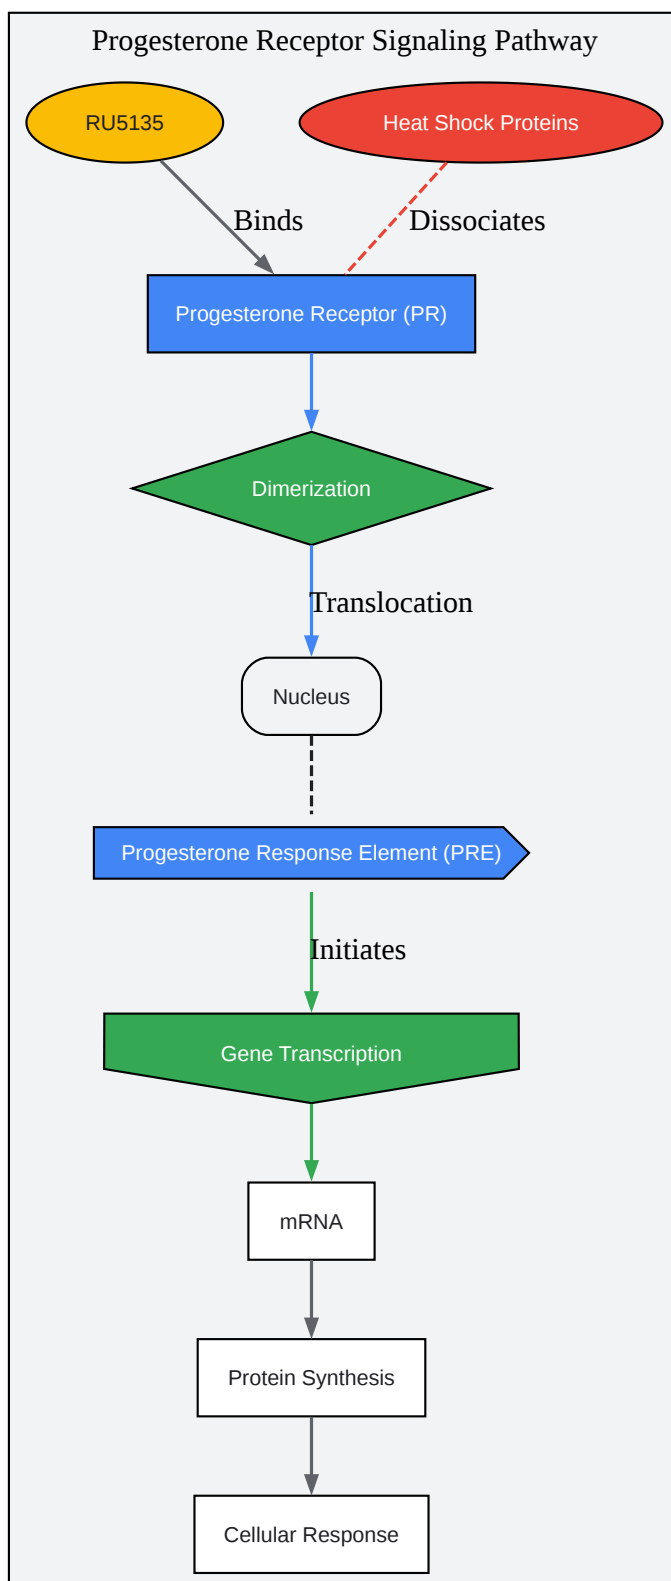 Progesterone Receptor Signaling Pathway
RU5135
Heat Shock Proteins
Binds
Dissociates
Progesterone Receptor (PR)
Dimerization
Translocation
Nucleus
Progesterone Response Element (PRE)
Initiates
Gene Transcription
mRNA
Protein Synthesis
Cellular Response